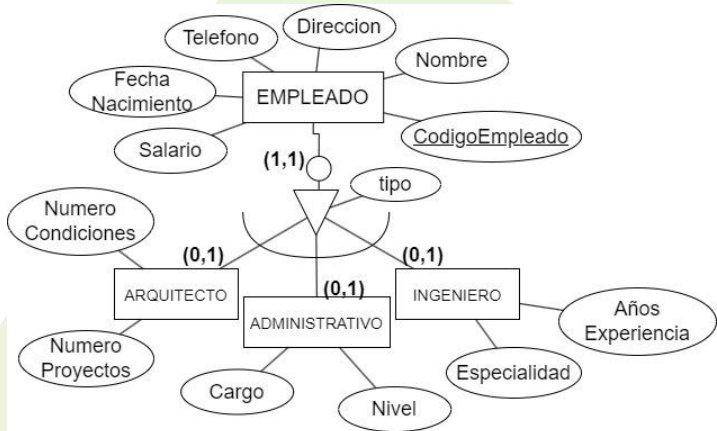 Telefono
Direccion
Nombre
Fecha
Nacimiento
EMPLEADO
CodigoEmpleado
Salario
(1,1)
tipo
Numero
Condiciones
(0,1)
(0,1)
(0,1)
ARQUITECTO
ADMINISTRATIVO
INGENIERO
Años
Experiencia
Numero
Proyectos
Cargo
Nivel
Especialidad